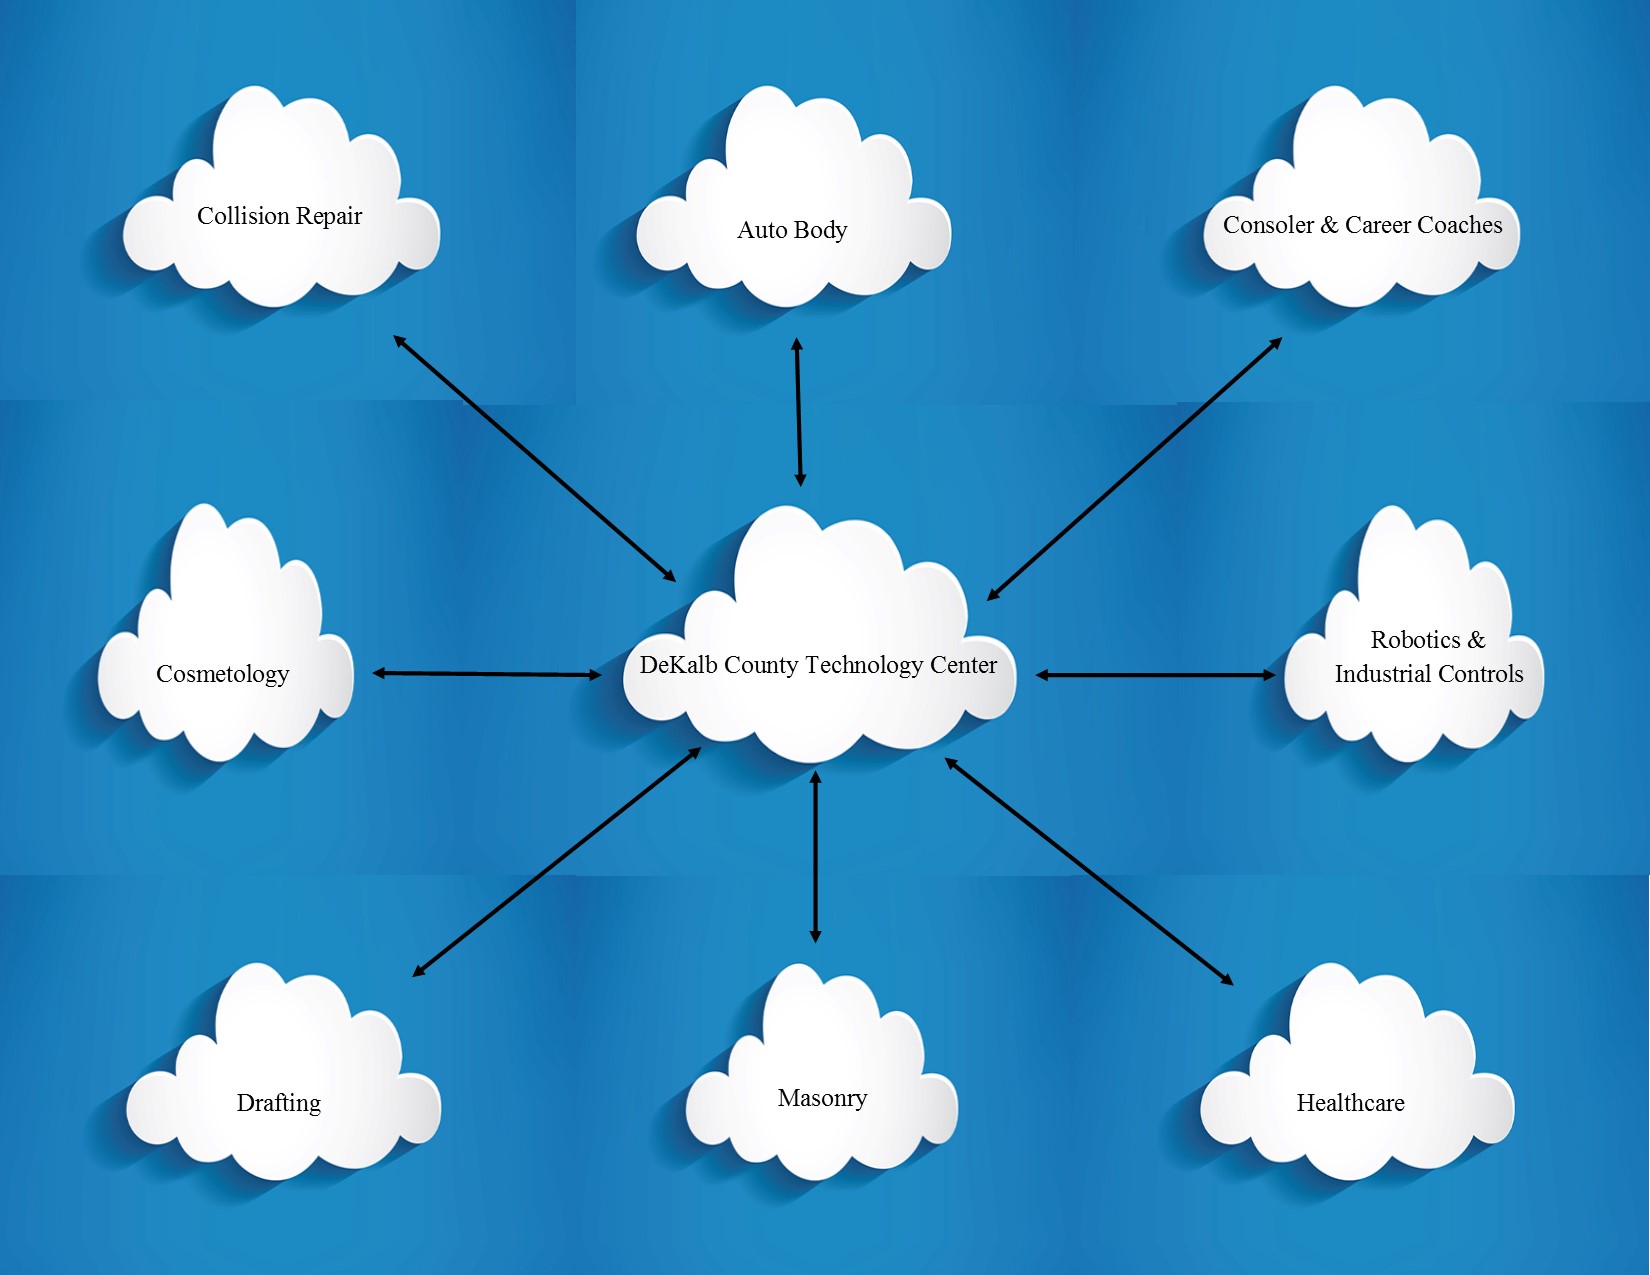 Collision Repair
Auto Body
Consoler & Career Coaches
Cosmetology
DeKalb County Technology Center
Robotics &
Industrial Controls
Drafting
Masonry
Healthcare